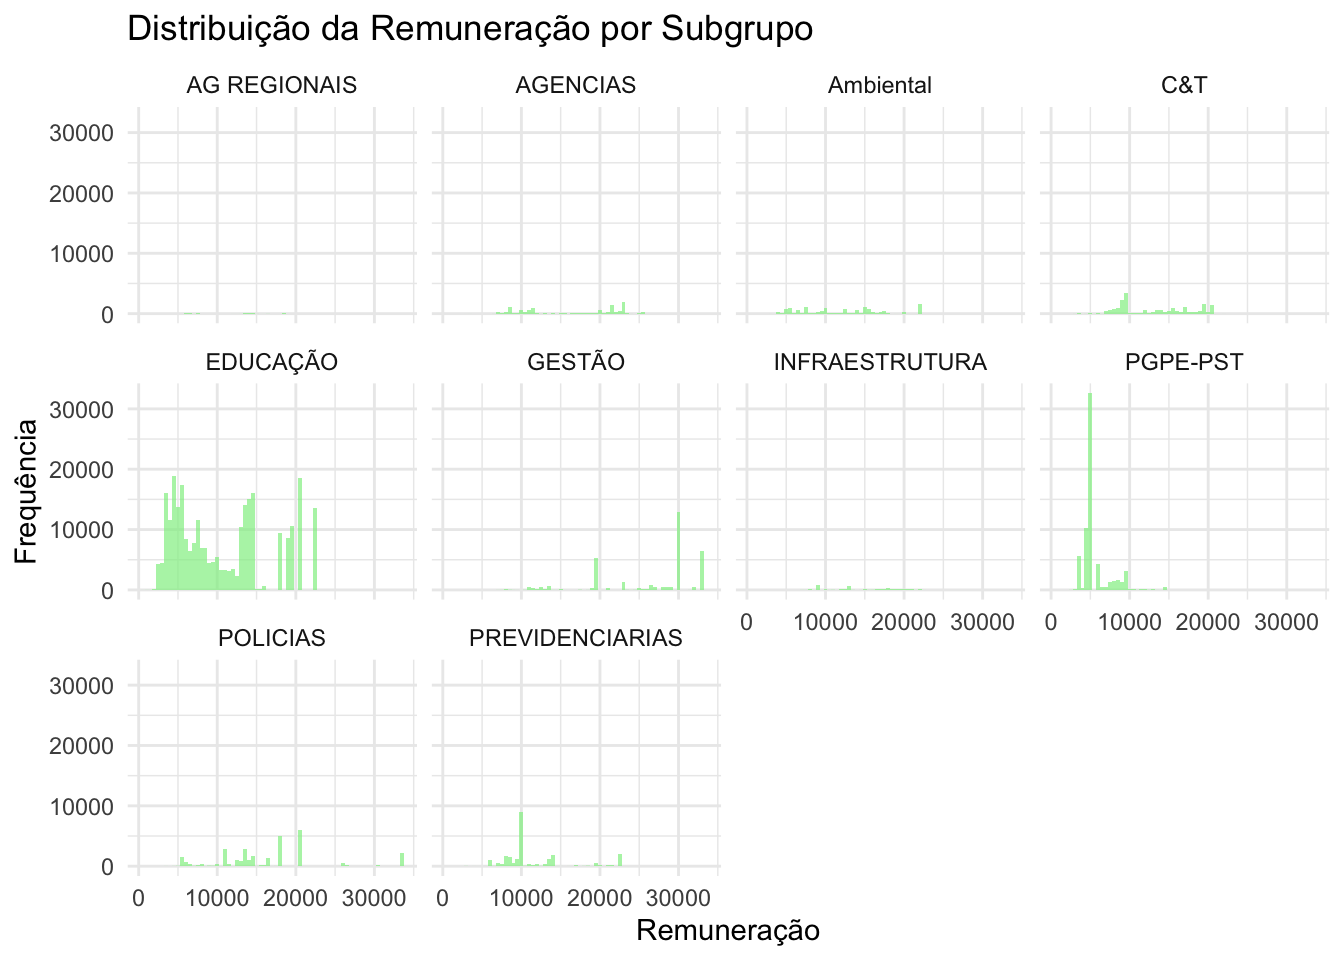 Distribuição da Remuneração por Subgrupo
AG REGIONAIS AGENCIAS Ambiental C&T
30000
20000
10000
0
EDUCAÇÃO GESTÃO INFRAESTRUTURA PGPE-PST
30000
20000
10000
0
0 10000 20000 30000 0 10000 20000 30000
POLICIAS PREVIDENCIARIAS
30000
20000
10000
0
0 10000 20000 30000 0 10000 20000 30000
Remuneração
Frequência